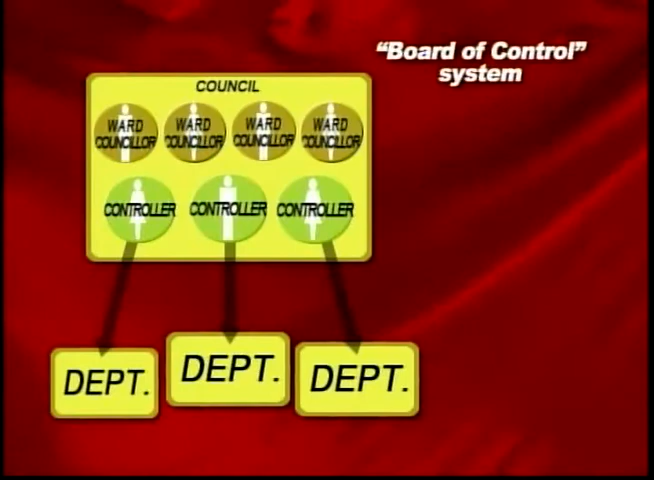 “Board of Control”
system
COUNCIL
WARD COUNCILLOR
WARD COUNCILLOR
WARD COUNCILLOR
WARD COUNCILLOR
CONTROLLER
CONTROLLER
CONTROLLER
DEPT.
DEPT.
DEPT.